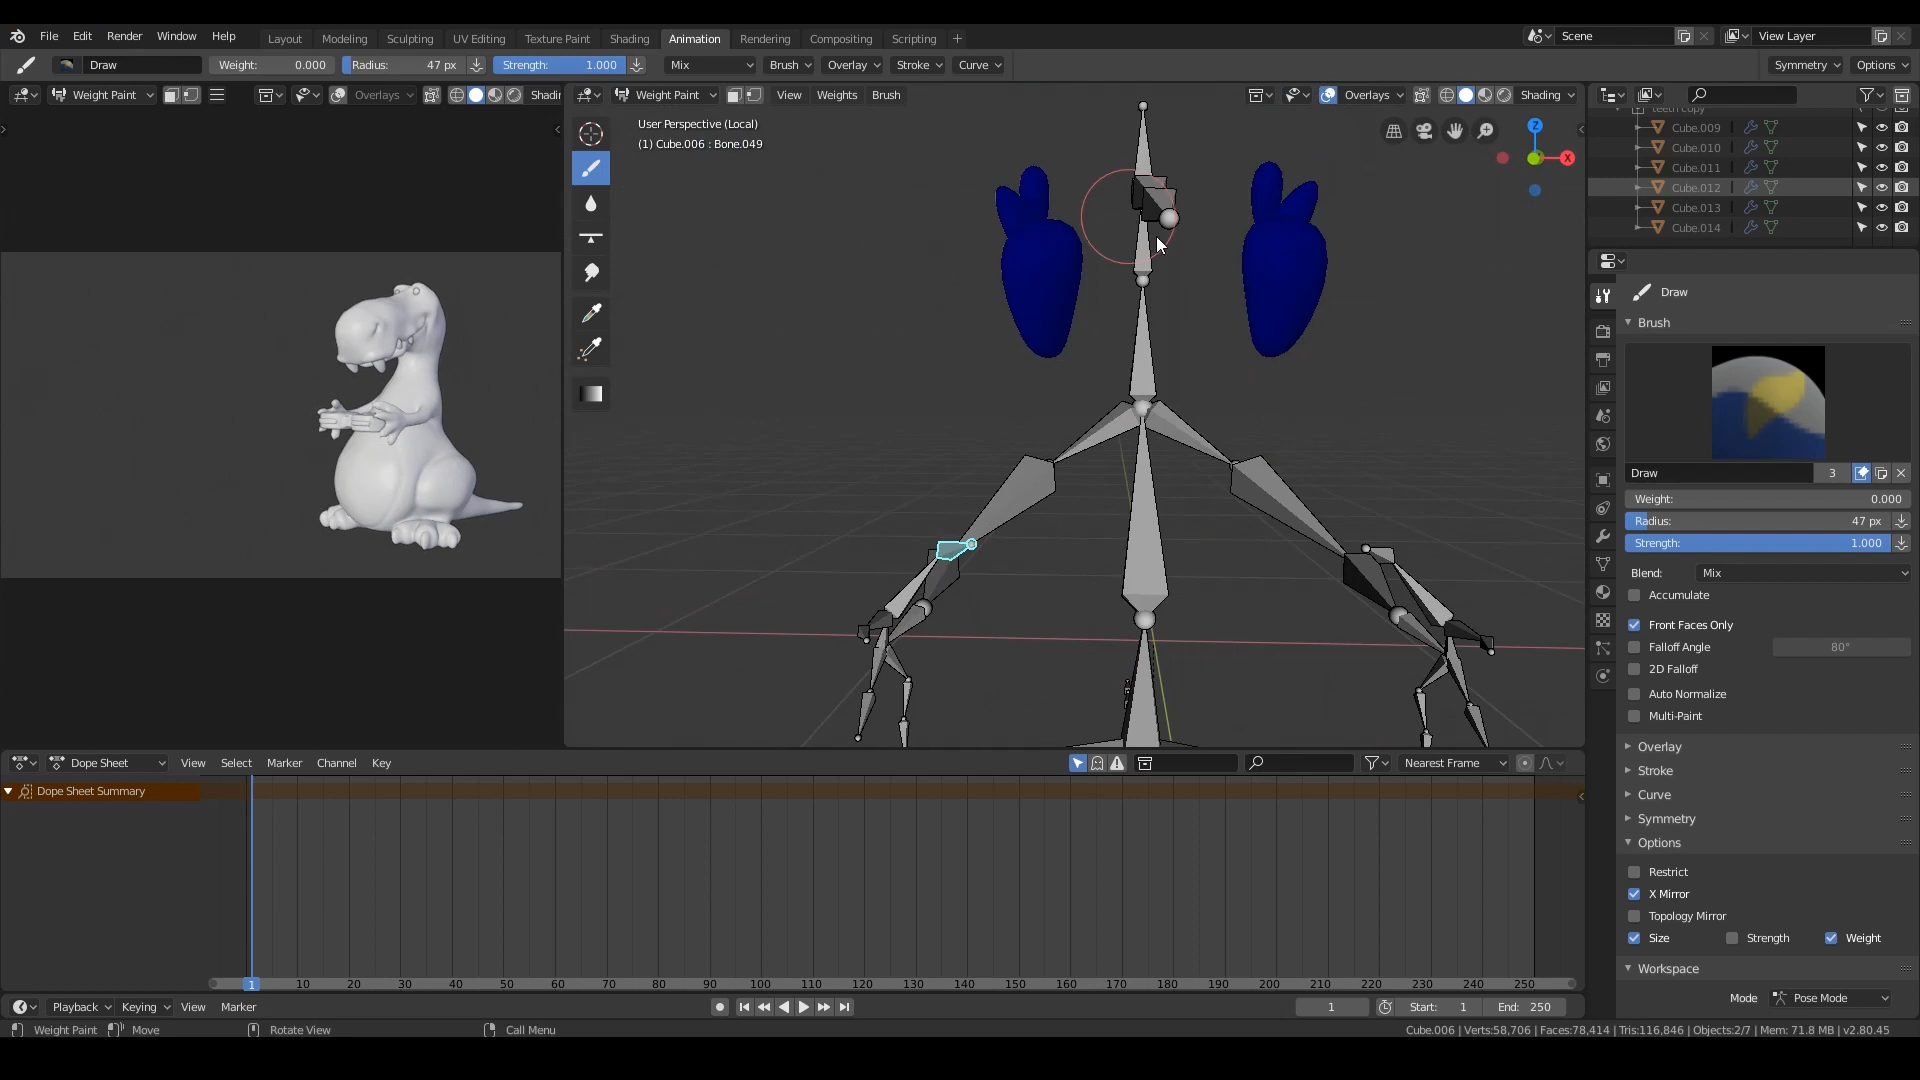 File Edit Render Window Help Layout Modeling Sculpting UV Editing Texture Paint Shading Animation Rendering Compositing Scripting + Scene View Layer
Draw Weight: 0.000 Radius: 47 px Strength: 1.000 Mix Brush Overlay Stroke Curve Symmetry Options
Weight Paint Overlays Shadin Weight Paint View Weights Brush Overlays Shading
teeth copy
User Perspective (Local)
(1) Cube.006 : Bone.049
Z
X
Cube.009
Cube.010
Cube.011
Cube.012
Cube.013
Cube.014
Draw
Brush
Draw 3
Weight: 0.000
Radius: 47 px
Strength: 1.000
Blend: Mix
Accumulate
Front Faces Only
Falloff Angle 80°
2D Falloff
Auto Normalize
Multi-Paint
Overlay
Stroke
Curve
Symmetry
Options
Restrict
X Mirror
Topology Mirror
Size Strength Weight
Workspace
Mode Pose Mode
Dope Sheet View Select Marker Channel Key Nearest Frame
Dope Sheet Summary
1 10 20 30 40 50 60 70 80 90 100 110 120 130 140 150 160 170 180 190 200 210 220 230 240 250
Playback Keying View Marker 1 Start: 1 End: 250
Weight Paint Move Rotate View Call Menu Cube.006 | Verts:58,706 | Faces:78,414 | Tris:116,846 | Objects:2/7 | Mem: 71.8 MB | v2.80.45